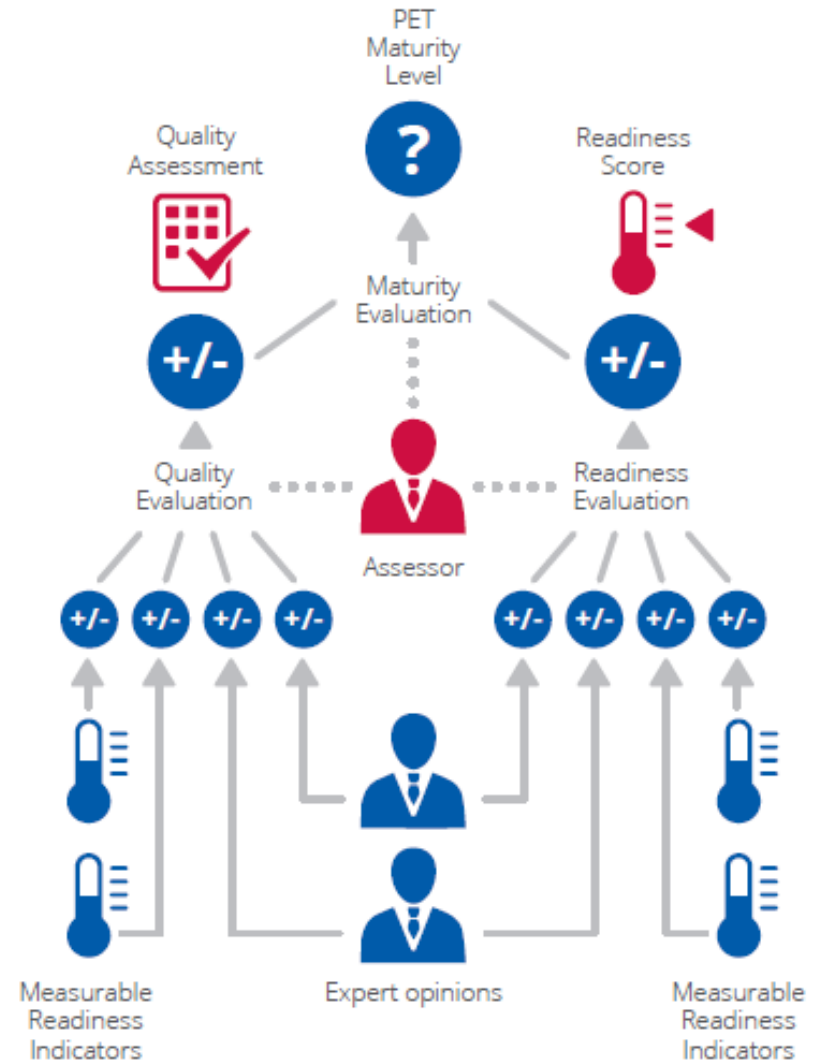 PET
Maturity
Level
?
Quality
Assessment
Readiness
Score
Maturity
Evaluation
+/-
+/-
Quality
Evaluation
Readiness
Evaluation
Assessor
+/-
+/-
+/-
+/-
+/-
+/-
+/-
+/-
Measurable
Readiness
Indicators
Expert opinions
Measurable
Readiness
Indicators